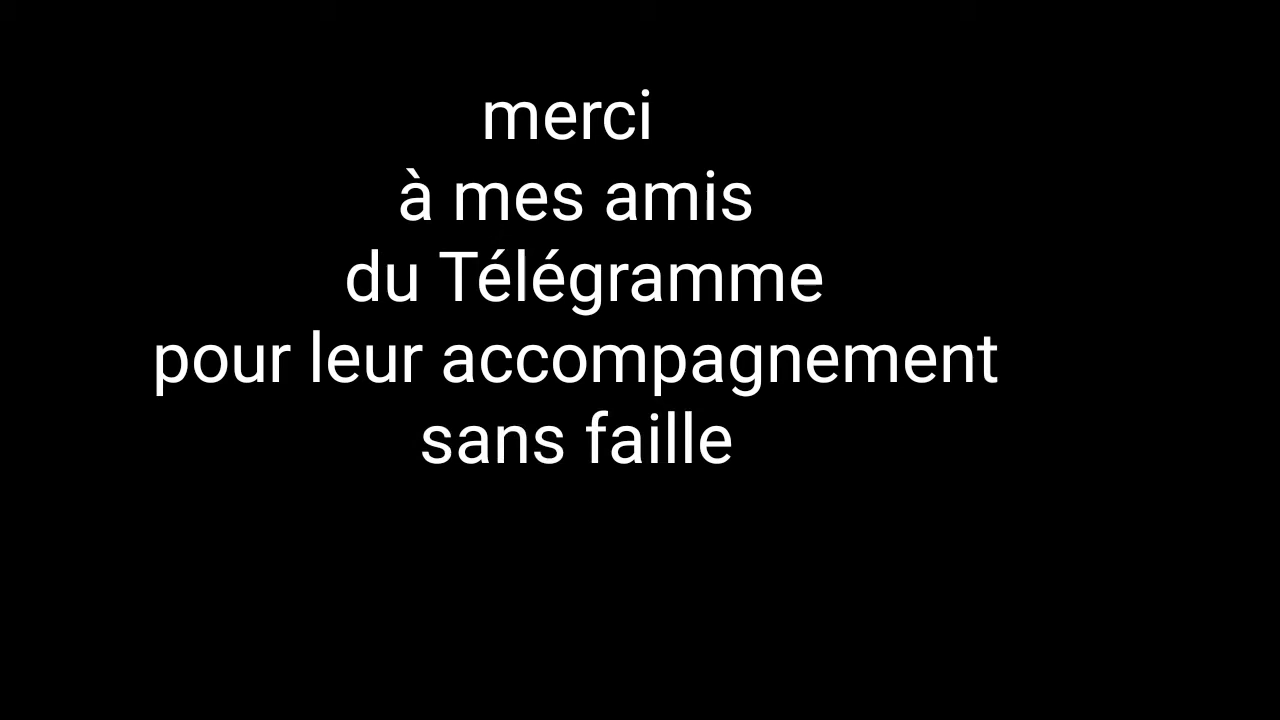 merci
à mes amis
du Télégramme
pour leur accompagnement
sans faille